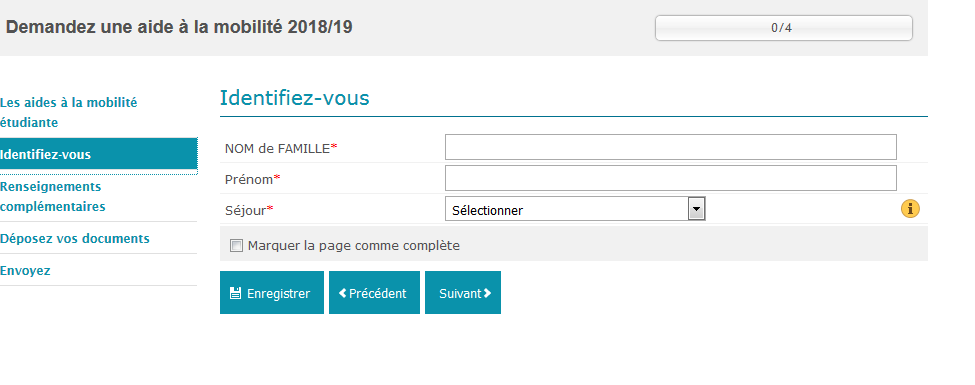 Demandez une aide à la mobilité 2018/19
0/4
Les aides à la mobilité
étudiante
Identifiez-vous
Renseignements
complémentaires
Déposez vos documents
Envoyez
Identifiez-vous
NOM de FAMILLE*
Prénom*
Séjour* Sélectionner
Marquer la page comme complète
Enregistrer Précédent Suivant